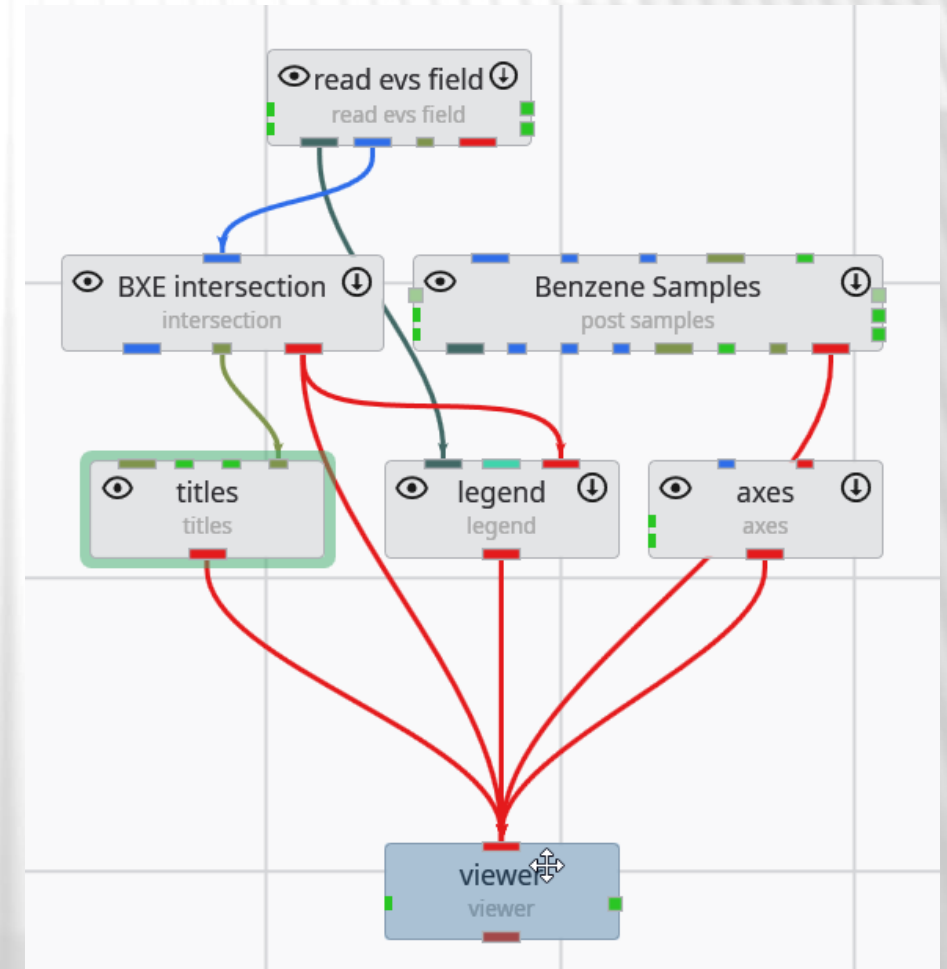 read evs field
read evs field
BXE intersection
intersection
Benzene Samples
post samples
titles
titles
legend
legend
axes
axes
viewer
viewer